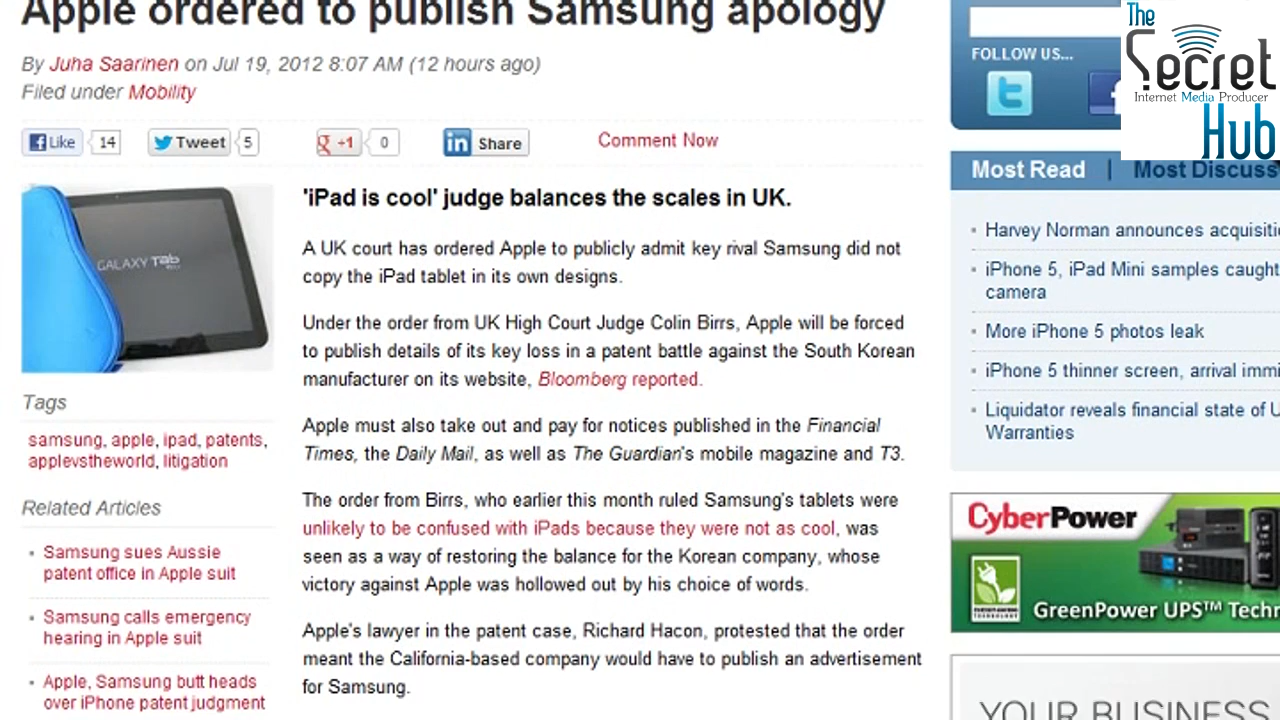 Apple ordered to publish Samsung apology
By Juha Saarinen on Jul 19, 2012 8:07 AM (12 hours ago)
Filed under Mobility
Like 14
Tweet 5
+1 0
in Share
Comment Now
GALAXY Tab
Tags
samsung, apple, ipad, patents,
applevstheworld, litigation
Related Articles
Samsung sues Aussie
patent office in Apple suit
Samsung calls emergency
hearing in Apple suit
Apple, Samsung butt heads
over iPhone patent judgment
'iPad is cool' judge balances the scales in UK.
A UK court has ordered Apple to publicly admit key rival Samsung did not
copy the iPad tablet in its own designs.
Under the order from UK High Court Judge Colin Birrs, Apple will be forced
to publish details of its key loss in a patent battle against the South Korean
manufacturer on its website, Bloomberg reported.
Apple must also take out and pay for notices published in the Financial
Times, the Daily Mail, as well as The Guardian's mobile magazine and T3.
The order from Birrs, who earlier this month ruled Samsung's tablets were
unlikely to be confused with iPads because they were not as cool, was
seen as a way of restoring the balance for the Korean company, whose
victory against Apple was hollowed out by his choice of words.
Apple's lawyer in the patent case, Richard Hacon, protested that the order
meant the California-based company would have to publish an advertisement
for Samsung.
FOLLOW US...
The
Secret
Internet Media Producer
Hub
Most Read | Most Discuss
Harvey Norman announces acquisiti
iPhone 5, iPad Mini samples caught
camera
More iPhone 5 photos leak
iPhone 5 thinner screen, arrival immi
Liquidator reveals financial state of
Warranties
CyberPower
GreenPower UPS™ Techn
YOUR BUSINESS